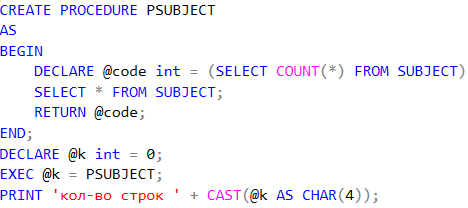 CREATE PROCEDURE PSUBJECT
AS
BEGIN
    DECLARE @code int = (SELECT COUNT(*) FROM SUBJECT)
    SELECT * FROM SUBJECT;
    RETURN @code;
END;
DECLARE @k int = 0;
EXEC @k = PSUBJECT;
PRINT 'кол-во строк ' + CAST(@k AS CHAR(4));